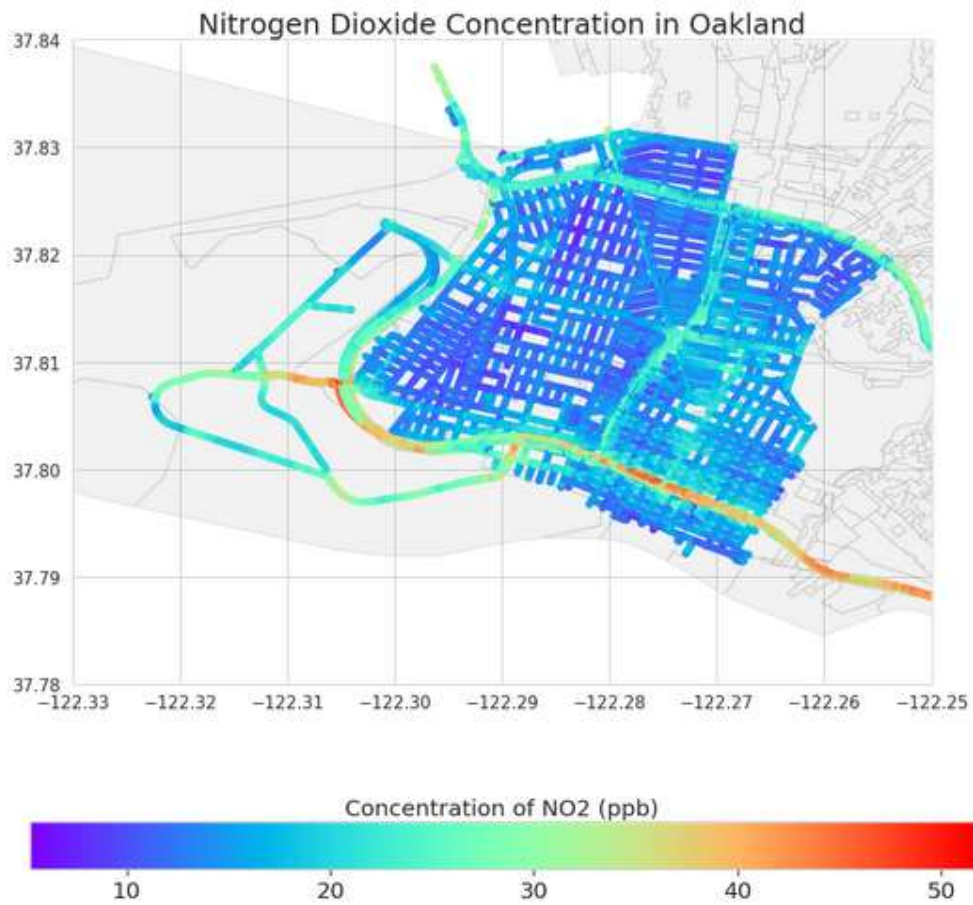 Nitrogen Dioxide Concentration in Oakland
37.84
37.83
37.82
37.81
37.80
37.79
37.78
−122.33 −122.32 −122.31 −122.30 −122.29 −122.28 −122.27 −122.26 −122.25
Concentration of NO2 (ppb)
10 20 30 40 50